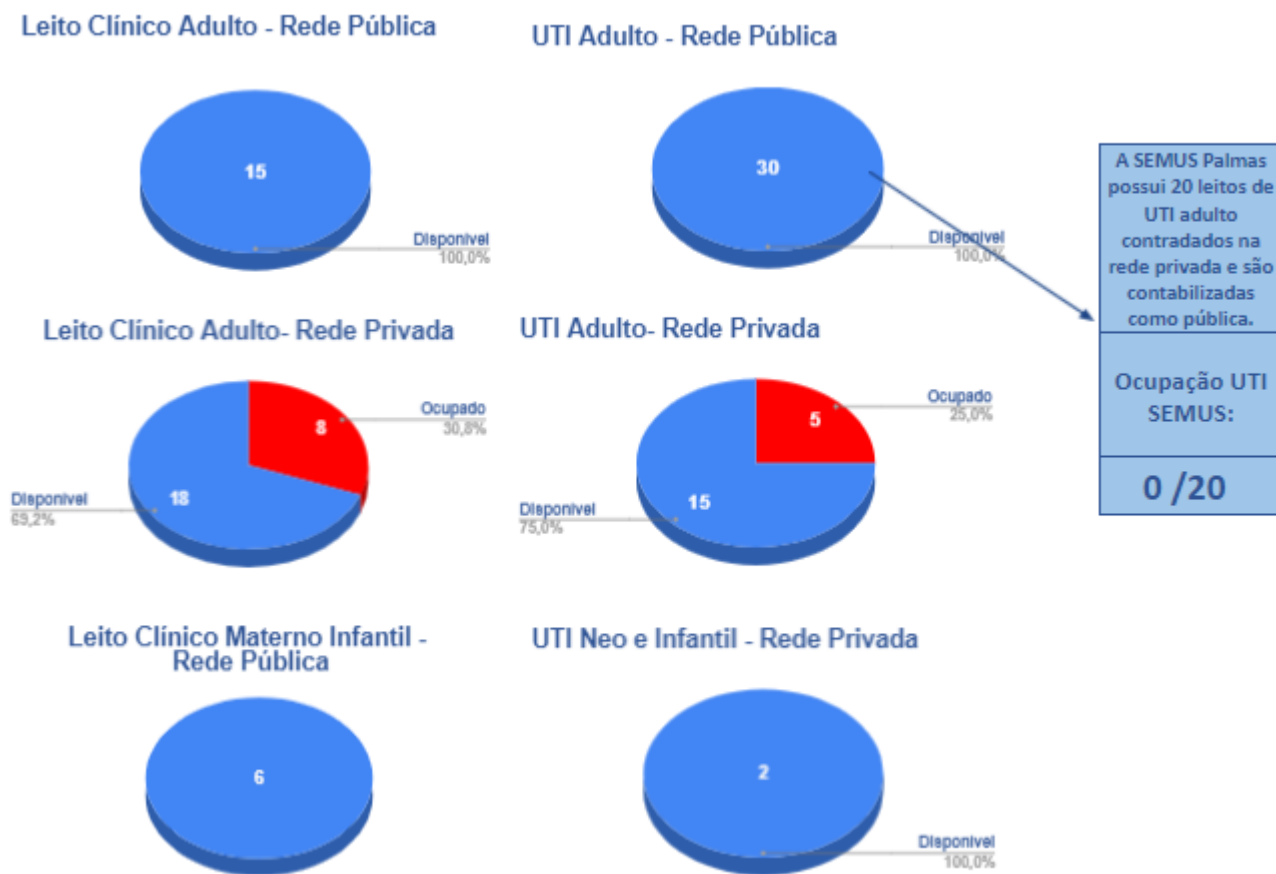 Leito Clínico Adulto - Rede Pública
15
Disponivel
100,0%
UTI Adulto - Rede Pública
30
Disponivel
100,0%
A SEMUS Palmas
possui 20 leitos de
UTI adulto
contradados na
rede privada e são
contabilizadas
como pública.
Ocupação UTI
SEMUS:
0 /20
Leito Clínico Adulto- Rede Privada
8
Ocupado
30,8%
18
Disponivel
69,2%
UTI Adulto- Rede Privada
5
Ocupado
25,0%
15
Disponivel
75,0%
Leito Clínico Materno Infantil -
Rede Pública
6
UTI Neo e Infantil - Rede Privada
2
Disponivel
100,0%